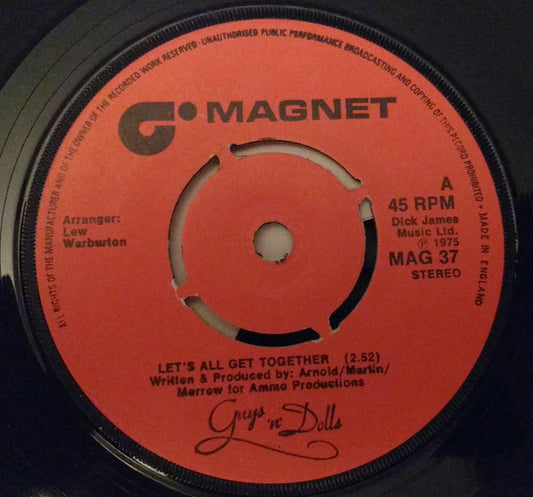 ALL RIGHTS OF THE MANUFACTURER AND OF THE OWNER OF THE RECORDED WORK RESERVED · UNAUTHORISED PUBLIC PERFORMANCE BROADCASTING AND COPYING OF THIS RECORD PROHIBITED · MADE IN ENGLAND
MAGNET
A
45 RPM
Dick James
Music Ltd.
℗ 1975
MAG 37
STEREO
Arranger:
Lew
Warburton
LET'S ALL GET TOGETHER (2.52)
Written & Produced by: Arnold/Martin/
Morrow for Ammo Productions
Guys 'n' Dolls